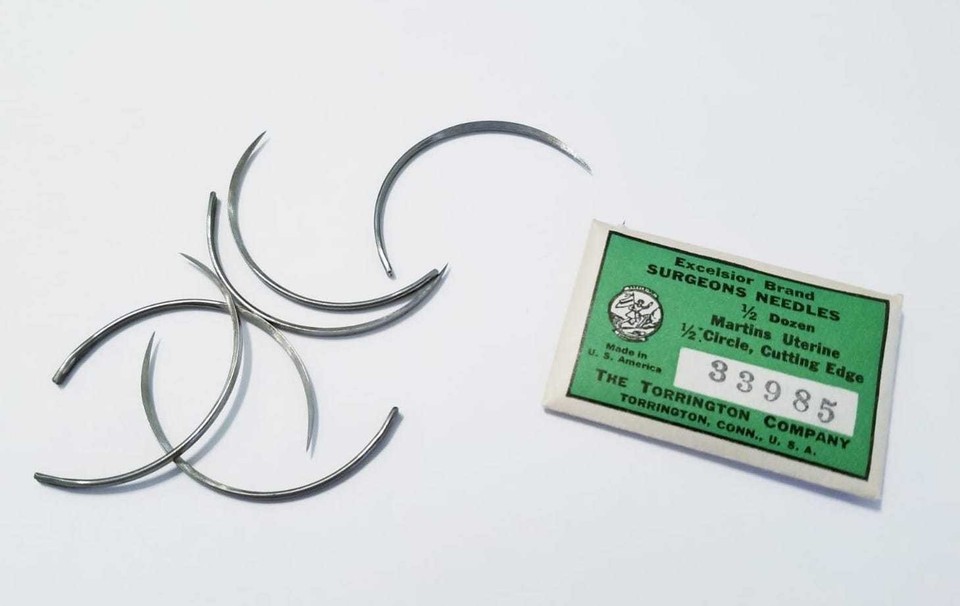 Excelsior Brand
SURGEONS NEEDLES
½ Dozen
Martins Uterine
½ Circle, Cutting Edge
Made in
U. S. America
33985
THE TORRINGTON COMPANY
TORRINGTON, CONN., U. S. A.